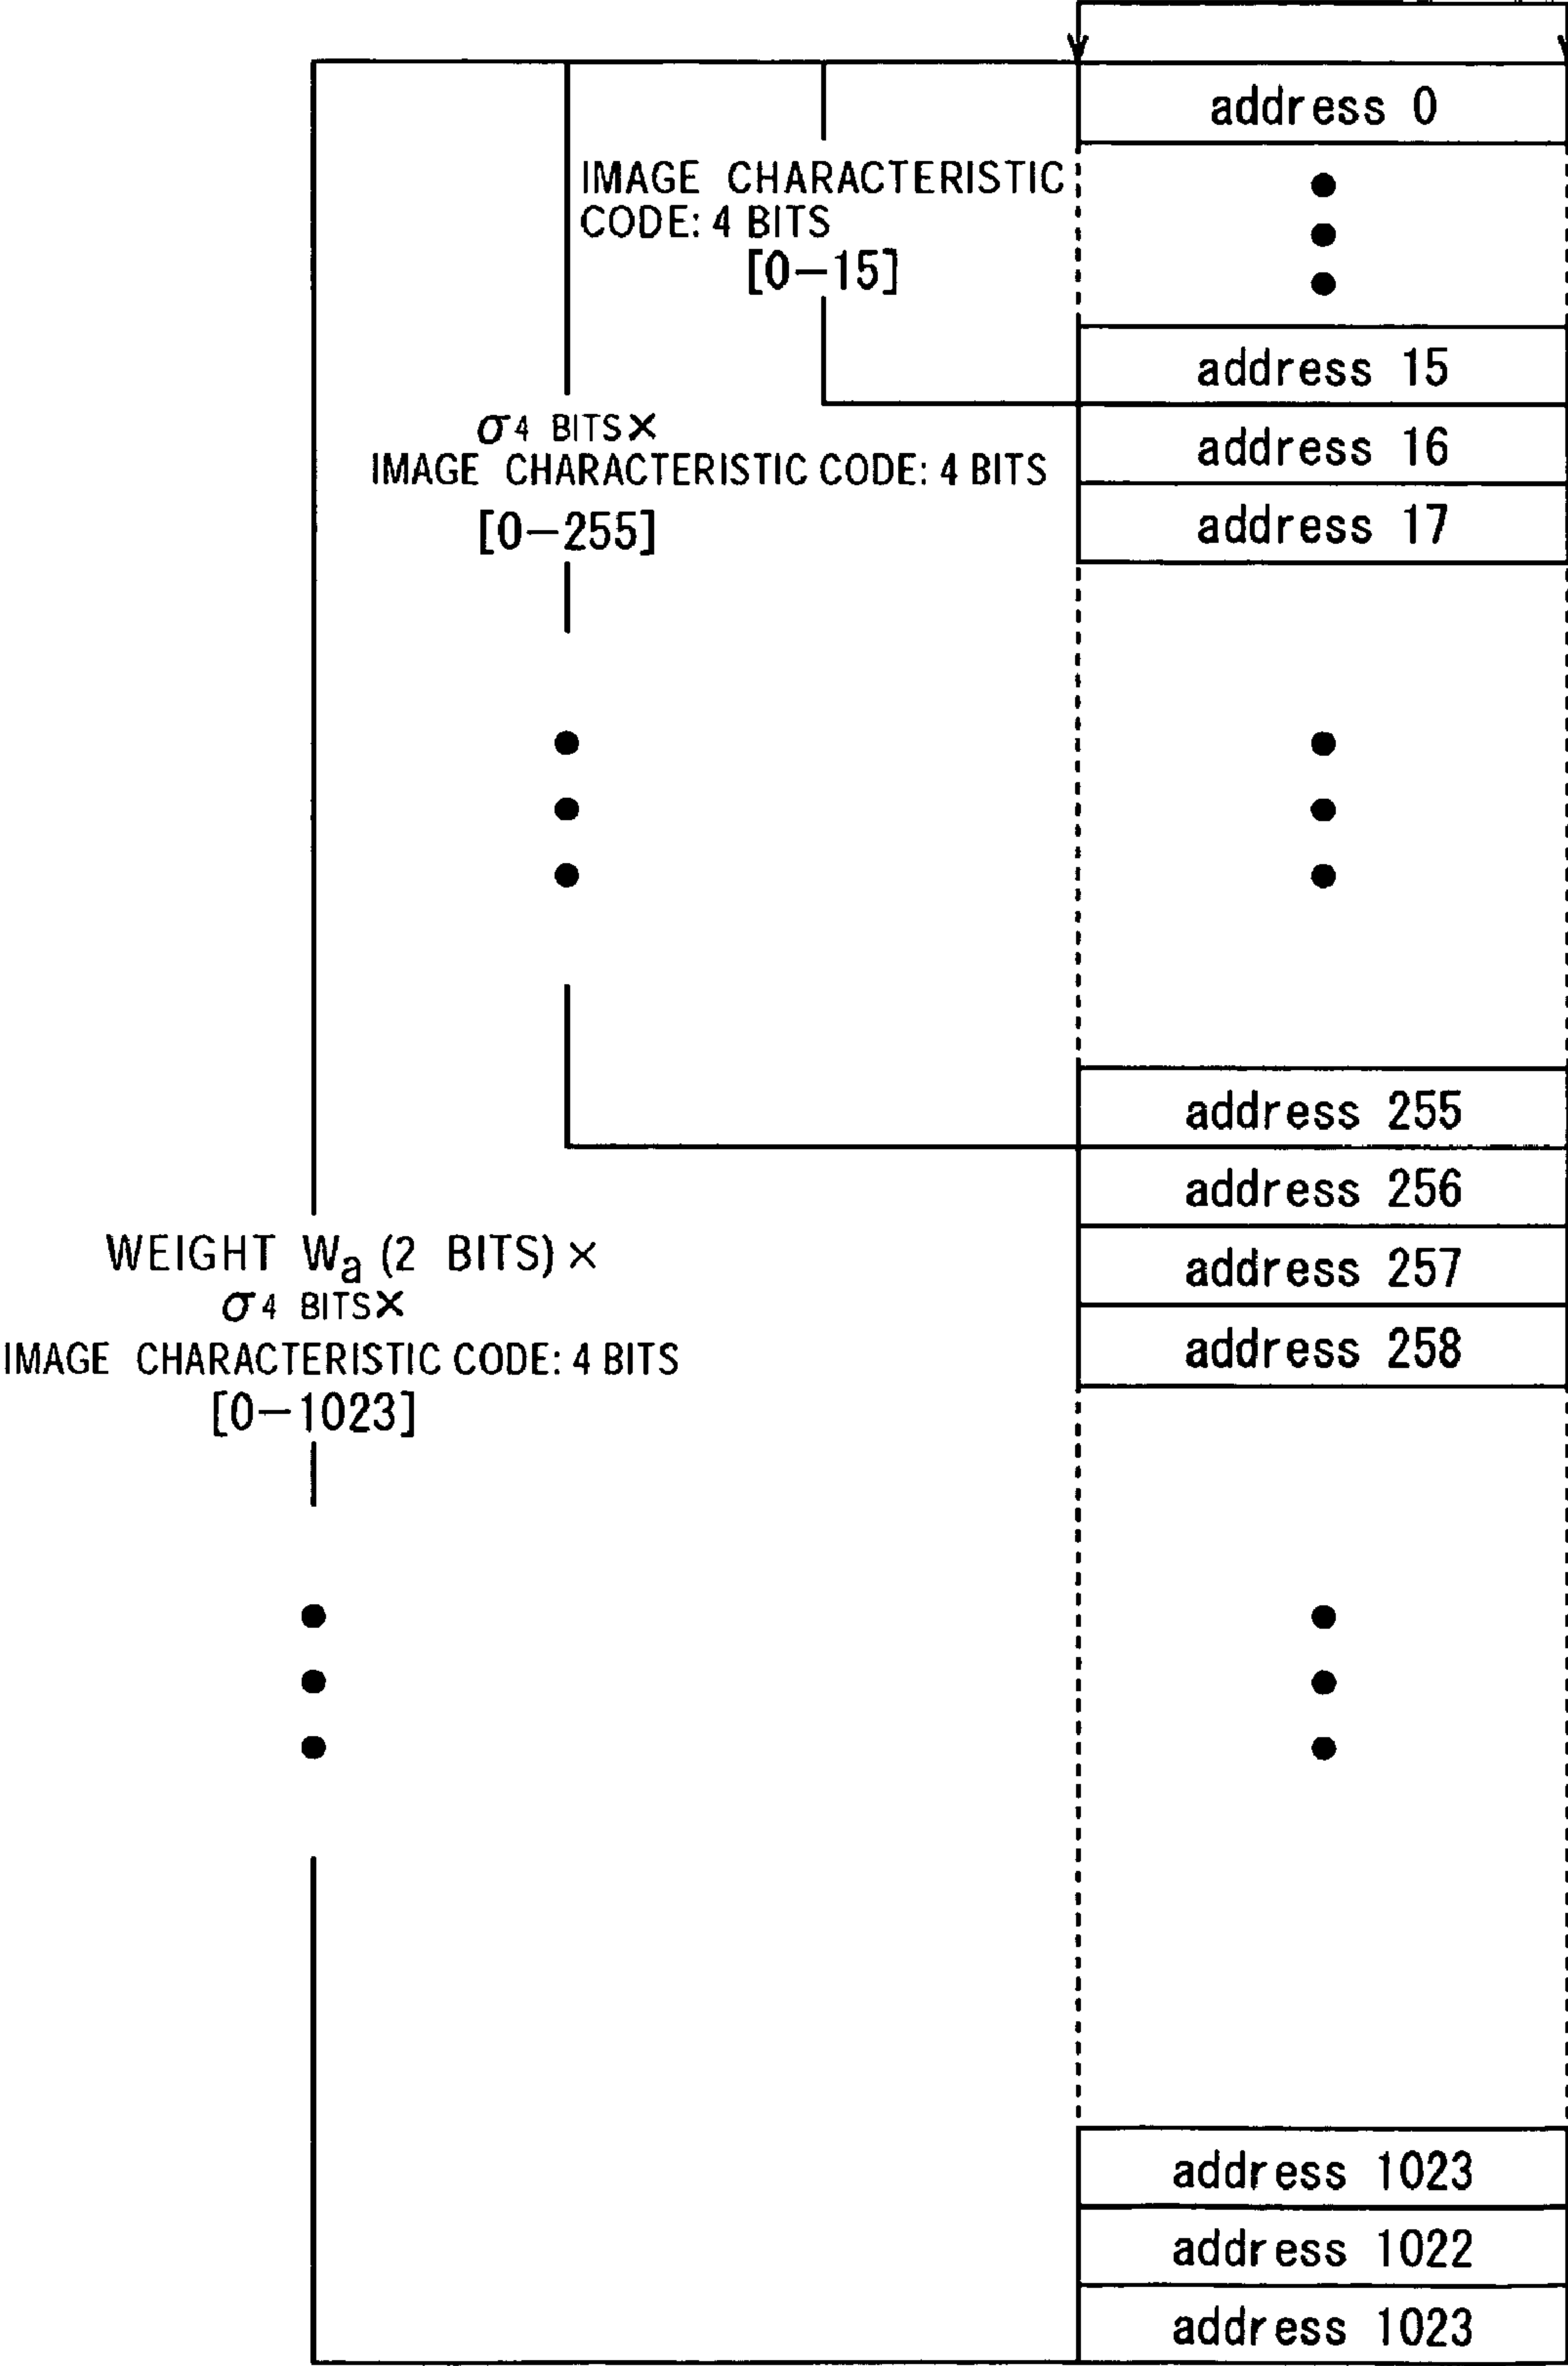 address 0
IMAGE CHARACTERISTIC
CODE: 4 BITS
[0-15]
address 15
σ4 BITS×
address 16
IMAGE CHARACTERISTIC CODE: 4 BITS
[0-255]
address 17
address 255
address 256
WEIGHT Wa (2 BITS)×
address 257
σ4 BITS×
IMAGE CHARACTERISTIC CODE: 4 BITS
address 258
[0-1023]
address 1023
address 1022
address 1023